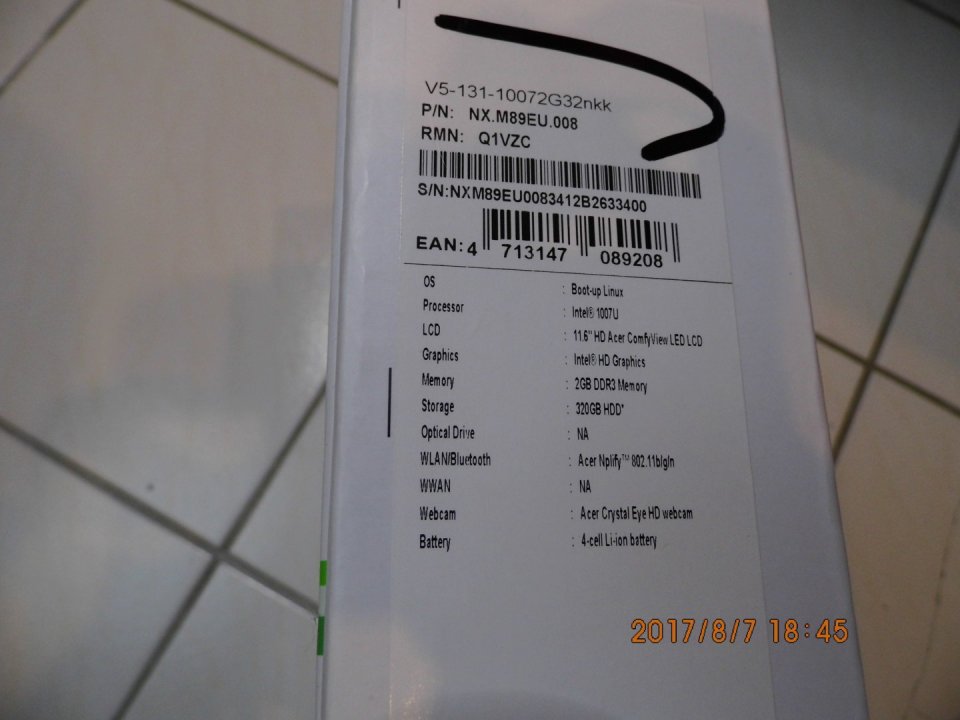 V5-131-10072G32nkk
P/N: NX.M89EU.008
RMN: Q1VZC
S/N:NXM89EU0083412B2633400
EAN: 4 713147 089208
OS : Boot-up Linux
Processor : Intel® 1007U
LCD : 11.6" HD Acer ComfyView LED LCD
Graphics : Intel® HD Graphics
Memory : 2GB DDR3 Memory
Storage : 320GB HDD*
Optical Drive : NA
WLAN/Bluetooth : Acer Nplify™ 802.11b/g/n
WWAN : NA
Webcam : Acer Crystal Eye HD webcam
Battery : 4-cell Li-ion battery
2017/8/7 18:45